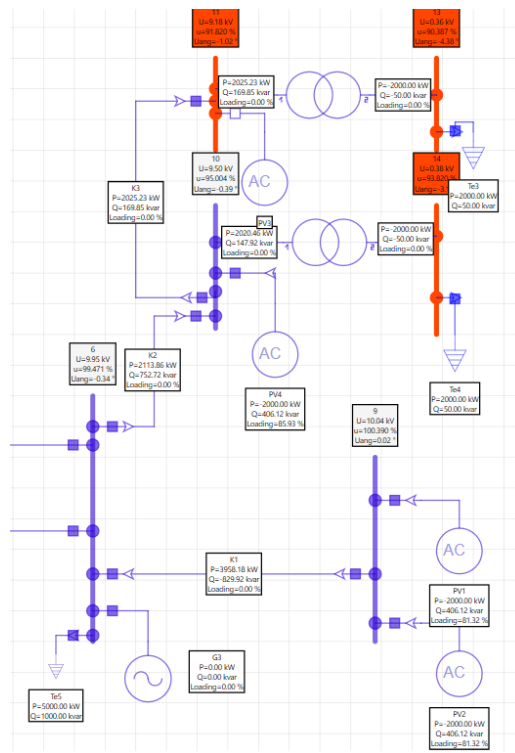 11
U=9.18 kV
u=91.820 %
Uang=-1.02 °
13
U=0.36 kV
u=90.387 %
Uang=-4.38 °
P=2025.23 kW
Q=169.85 kvar
Loading=0.00 %
1
2
P=-2000.00 kW
Q=-50.00 kvar
Loading=0.00 %
10
U=9.50 kV
u=95.004 %
Uang=-0.39 °
AC
14
U=0.38 kV
u=93.820 %
Te3
P=2000.00 kW
Q=50.00 kvar
K3
P=2025.23 kW
Q=169.85 kvar
Loading=0.00 %
PV3
P=2020.46 kW
Q=147.92 kvar
Loading=0.00 %
1
2
P=-2000.00 kW
Q=-50.00 kvar
Loading=0.00 %
6
U=9.95 kV
u=99.471 %
Uang=-0.34 °
K2
P=2113.86 kW
Q=752.72 kvar
Loading=0.00 %
AC
PV4
P=-2000.00 kW
Q=406.12 kvar
Loading=85.93 %
Te4
P=2000.00 kW
Q=50.00 kvar
9
U=10.04 kV
u=100.390 %
Uang=0.02 °
AC
K1
P=3958.18 kW
Q=-829.92 kvar
Loading=0.00 %
PV1
P=-2000.00 kW
Q=406.12 kvar
Loading=81.32 %
AC
G3
P=0.00 kW
Q=0.00 kvar
Loading=0.00 %
Te5
P=5000.00 kW
Q=1000.00 kvar
PV2
P=-2000.00 kW
Q=406.12 kvar
Loading=81.32 %